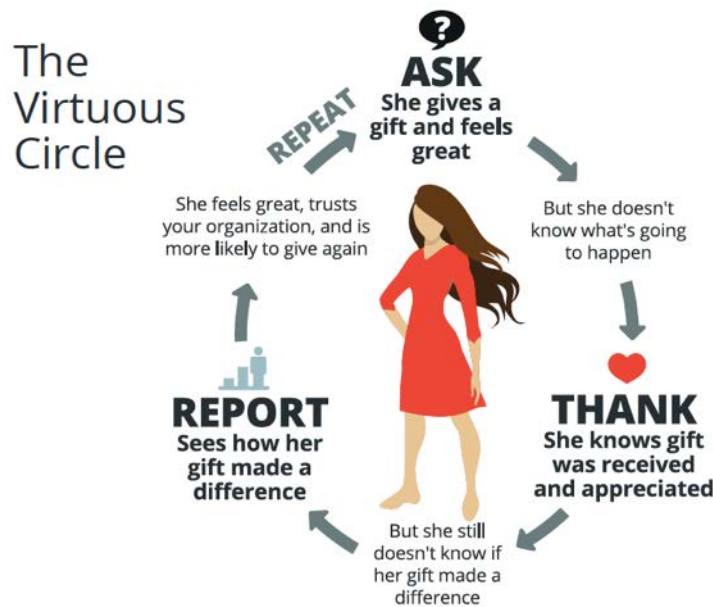 The
Virtuous
Circle
?
ASK
She gives a
gift and feels
great
But she doesn't
know what's going
to happen
THANK
She knows gift
was received
and appreciated
But she still
doesn't know if
her gift made a
difference
REPORT
Sees how her
gift made a
difference
She feels great, trusts
your organization, and is
more likely to give again
REPEAT